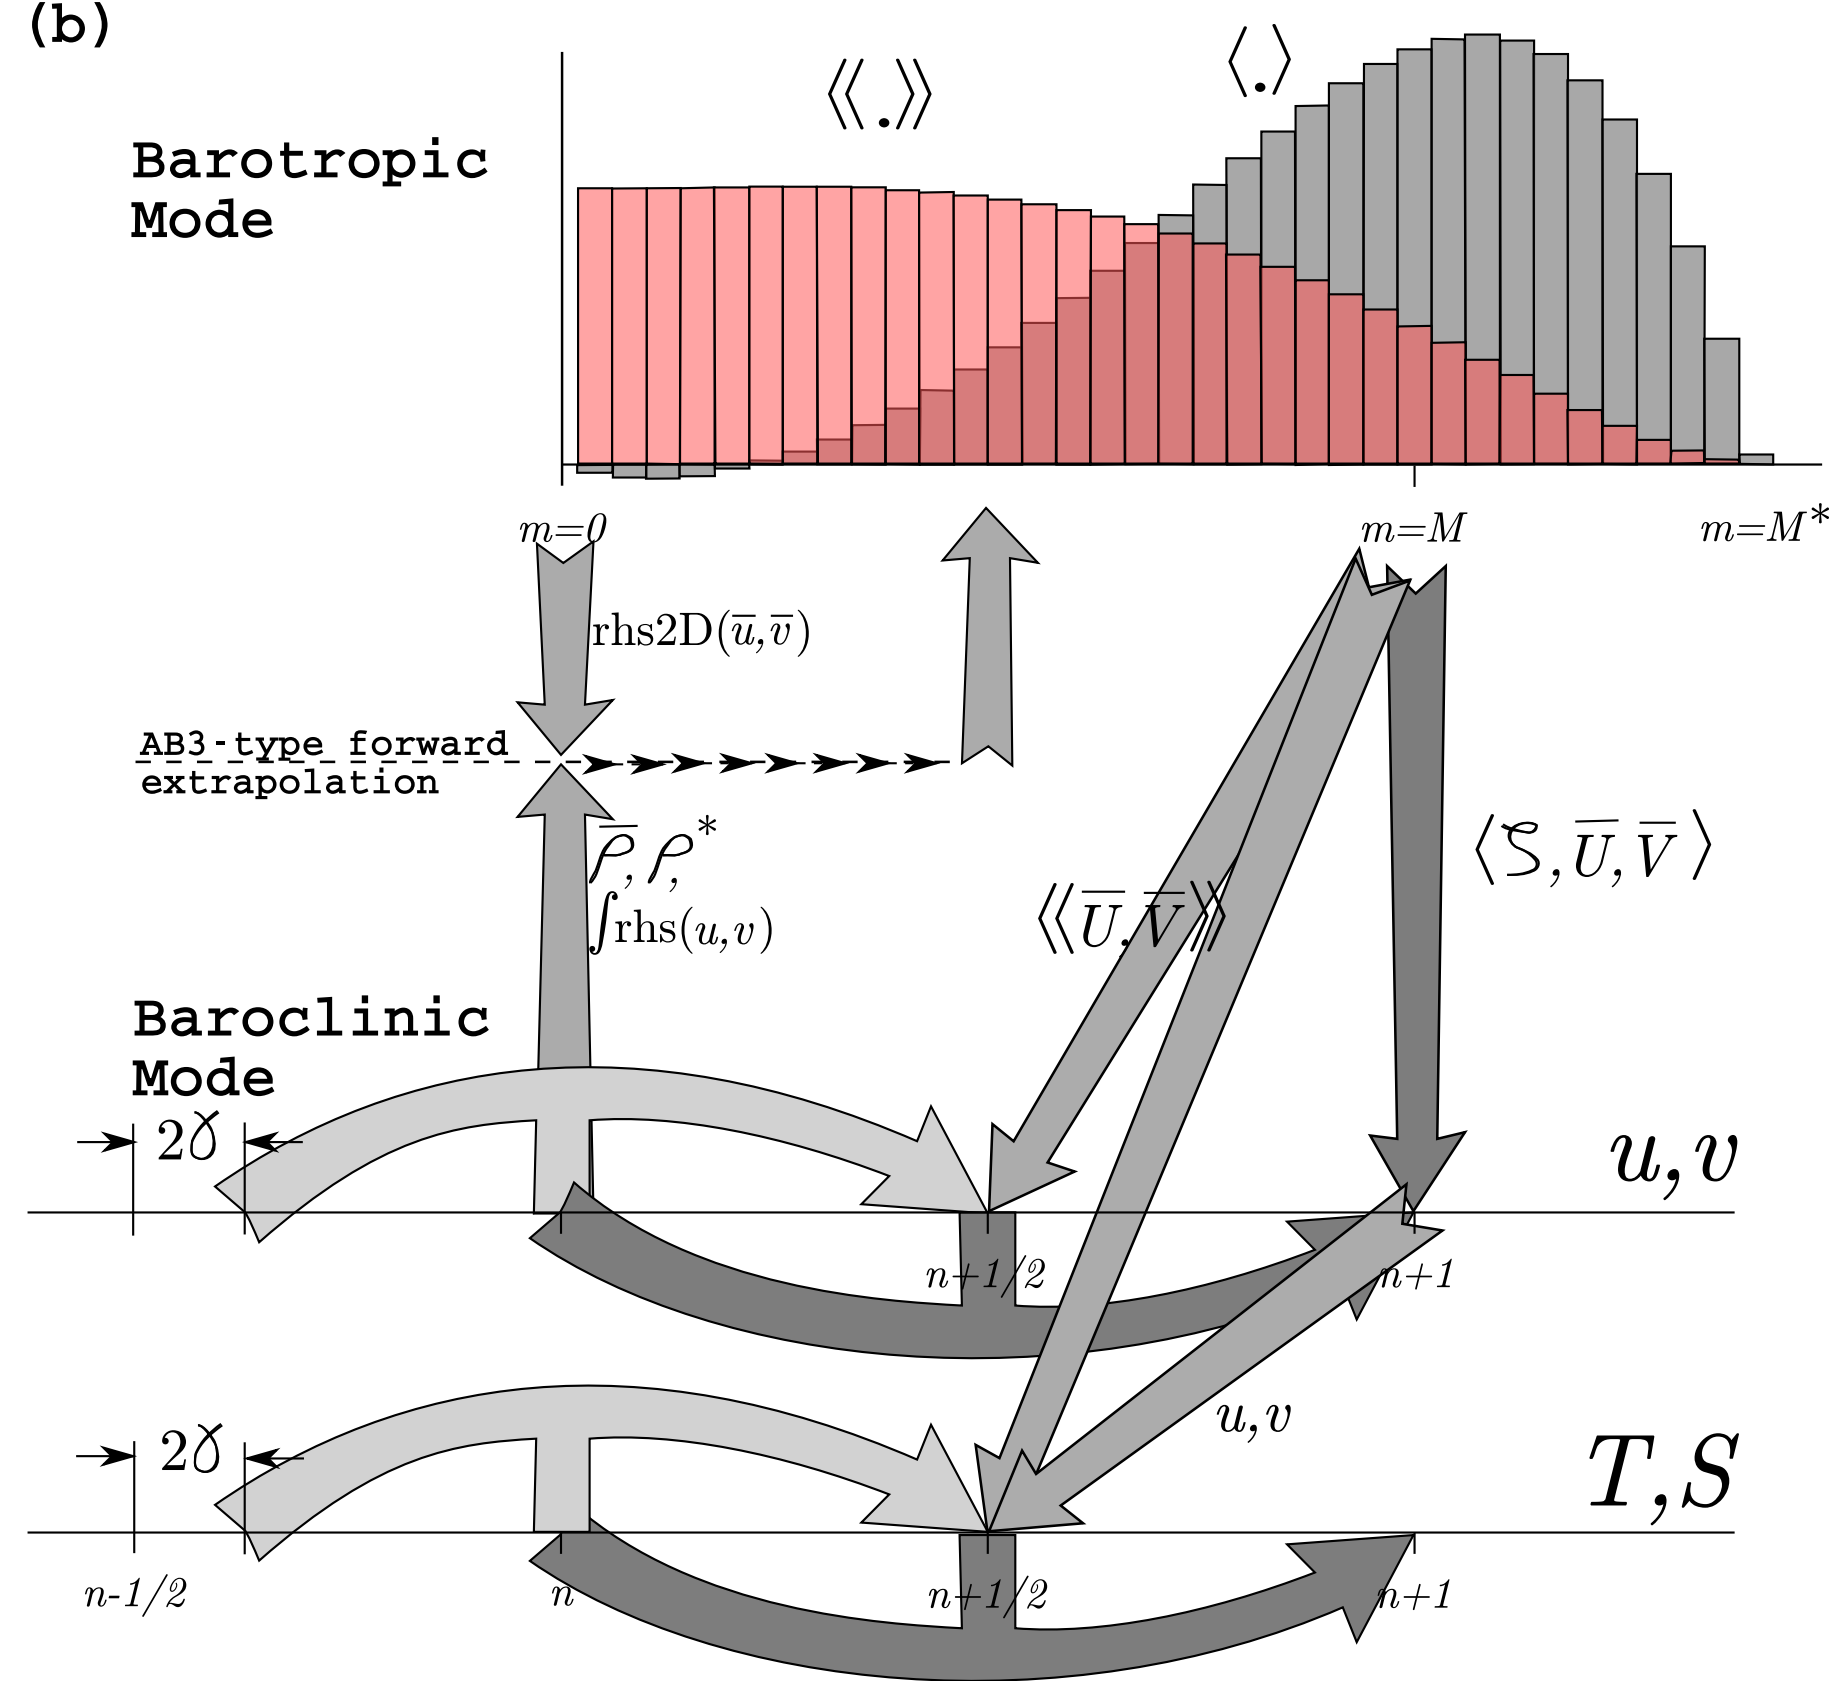 (b)
⟨⟨.⟩⟩
⟨.⟩
Barotropic
Mode
m=0
m=M
m=M*
rhs2D(u̅,v̅)
AB3-type forward
extrapolation
ρ̅,ρ,*
∫rhs(u,v)
⟨⟨U̅,V̅⟩⟩
⟨ζ,U̅,V̅⟩
Baroclinic
Mode
2γ
u,v
n+1/2
n+1
u,v
2γ
T,S
n-1/2
n
n+1/2
n+1